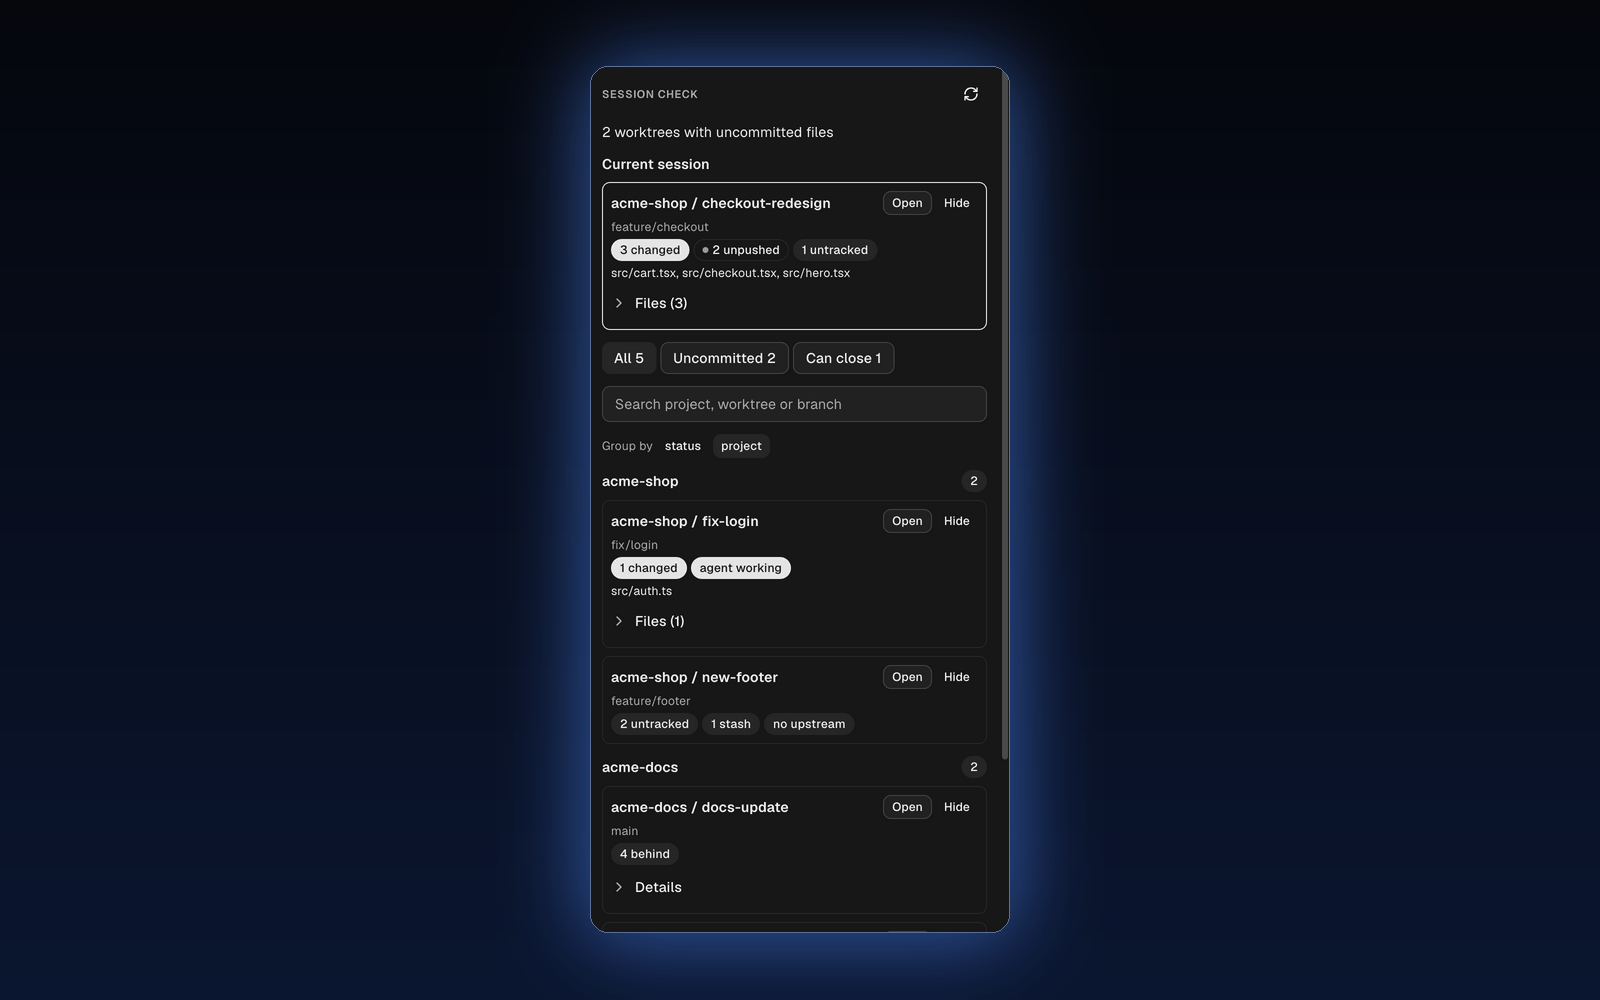 SESSION CHECK
2 worktrees with uncommitted files
Current session
acme-shop / checkout-redesign Open Hide
feature/checkout
3 changed 2 unpushed 1 untracked
src/cart.tsx, src/checkout.tsx, src/hero.tsx
Files (3)
All 5 Uncommitted 2 Can close 1
Search project, worktree or branch
Group by status project
acme-shop 2
acme-shop / fix-login Open Hide
fix/login
1 changed agent working
src/auth.ts
Files (1)
acme-shop / new-footer Open Hide
feature/footer
2 untracked 1 stash no upstream
acme-docs 2
acme-docs / docs-update Open Hide
main
4 behind
Details